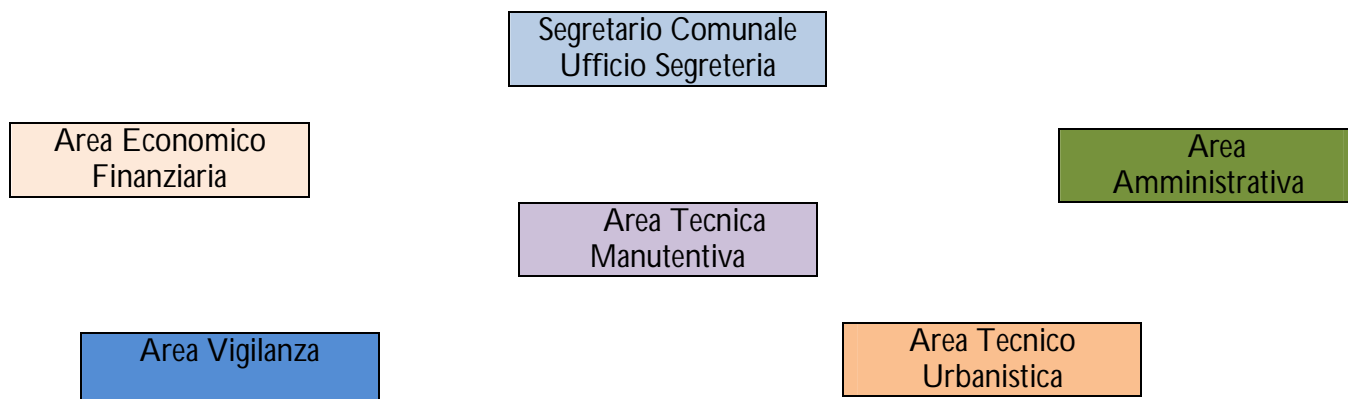 Segretario Comunale
Ufficio Segreteria
Area Economico
Finanziaria
Area
Amministrativa
Area Tecnica
Manutentiva
Area Vigilanza
Area Tecnico
Urbanistica